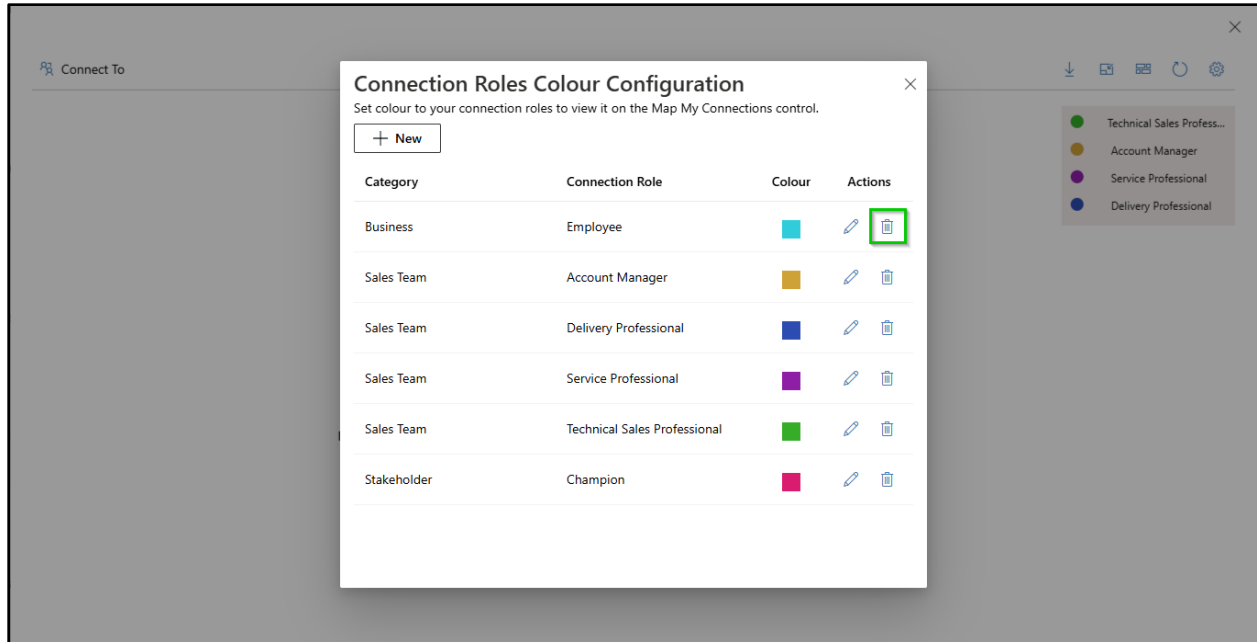 Connect To
Connection Roles Colour Configuration
Set colour to your connection roles to view it on the Map My Connections control.
New
Category Connection Role Colour Actions
Business Employee
Sales Team Account Manager
Sales Team Delivery Professional
Sales Team Service Professional
Sales Team Technical Sales Professional
Stakeholder Champion
Technical Sales Profess...
Account Manager
Service Professional
Delivery Professional